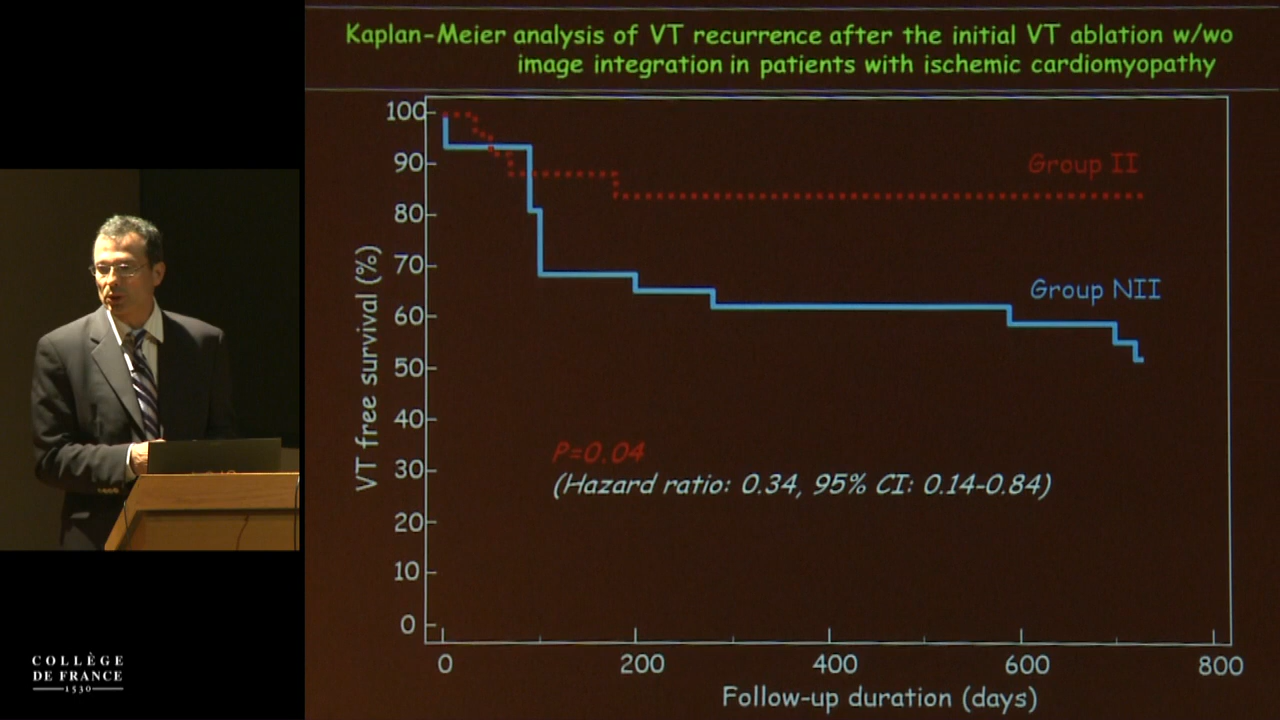 Kaplan-Meier analysis of VT recurrence after the initial VT ablation w/wo
image integration in patients with ischemic cardiomyopathy
100
90
80
70
60
50
40
30
20
10
0
VT free survival (%)
Group II
Group NII
P=0.04
(Hazard ratio: 0.34, 95% CI: 0.14-0.84)
0 200 400 600 800
Follow-up duration (days)
COLLÈGE
DE FRANCE
1530